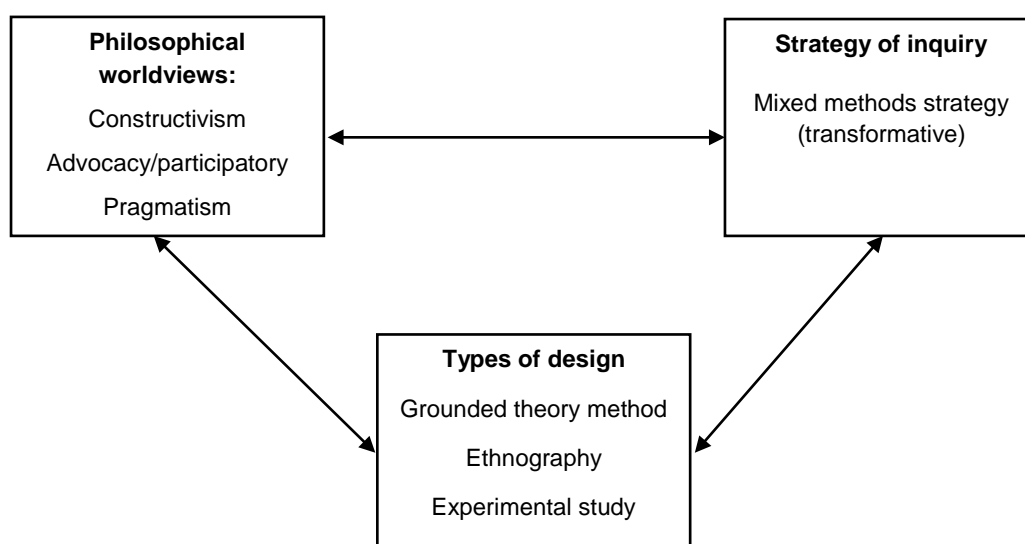 Philosophical
worldviews:
Constructivism
Advocacy/participatory
Pragmatism
Strategy of inquiry
Mixed methods strategy
(transformative)
Types of design
Grounded theory method
Ethnography
Experimental study